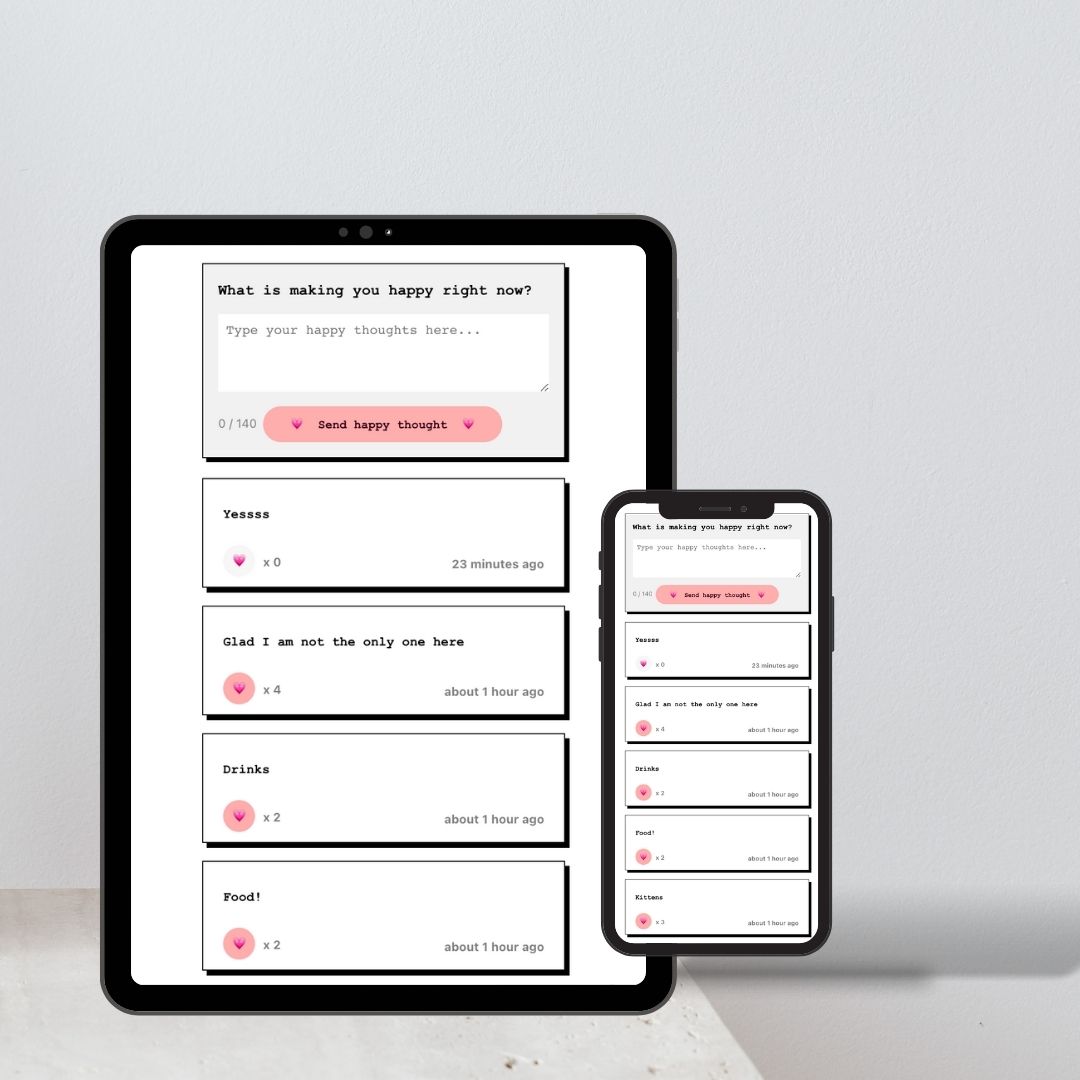 What is making you happy right now?
Type your happy thoughts here...
0 / 140
Send happy thought
Yessss
x 0
23 minutes ago
Glad I am not the only one here
x 4
about 1 hour ago
Drinks
x 2
about 1 hour ago
Food!
x 2
about 1 hour ago
What is making you happy right now?
Type your happy thoughts here...
0 / 140
Send happy thought
Yessss
x 0
23 minutes ago
Glad I am not the only one here
x 4
about 1 hour ago
Drinks
x 2
about 1 hour ago
Food!
x 2
about 1 hour ago
Kittens
x 3
about 1 hour ago